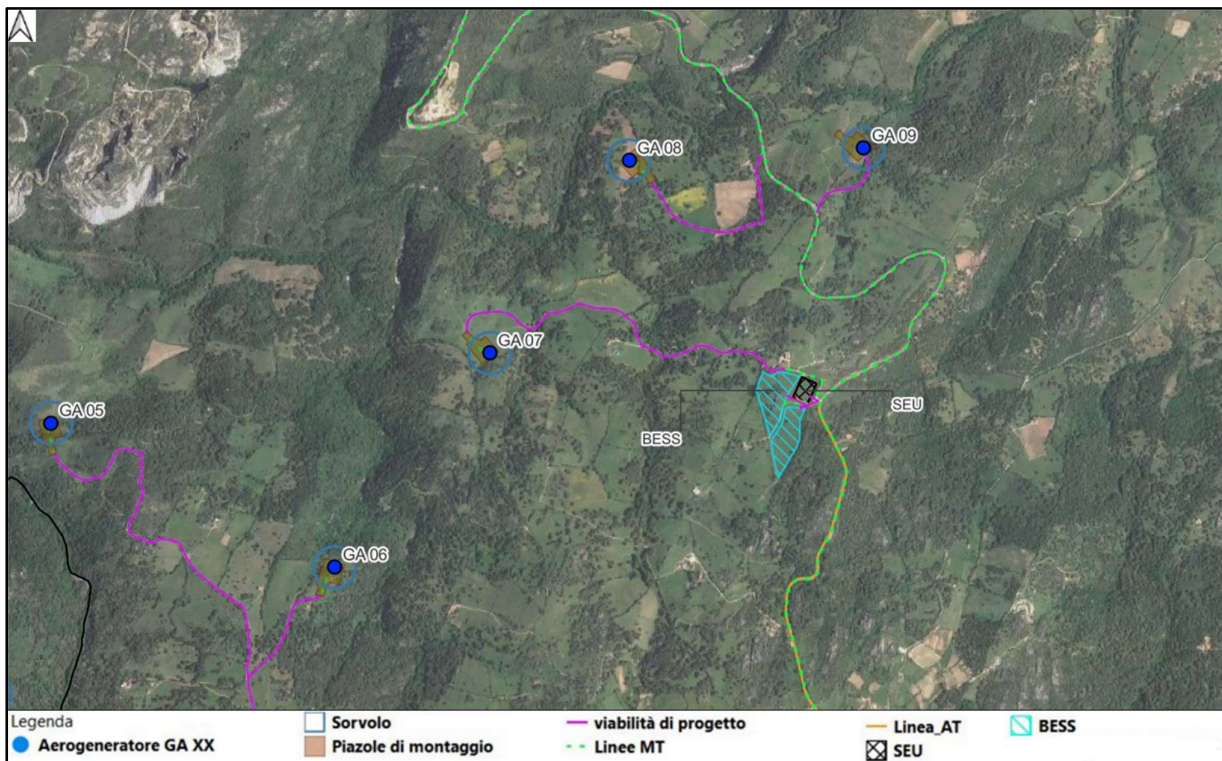 GA 09
GA 08
GA 07
GA 05
SEU
BESS
GA 06
Legenda
Aerogeneratore GA XX
Sorvolo
Piazole di montaggio
viabilità di progetto
Linee MT
Linea_AT
SEU
BESS